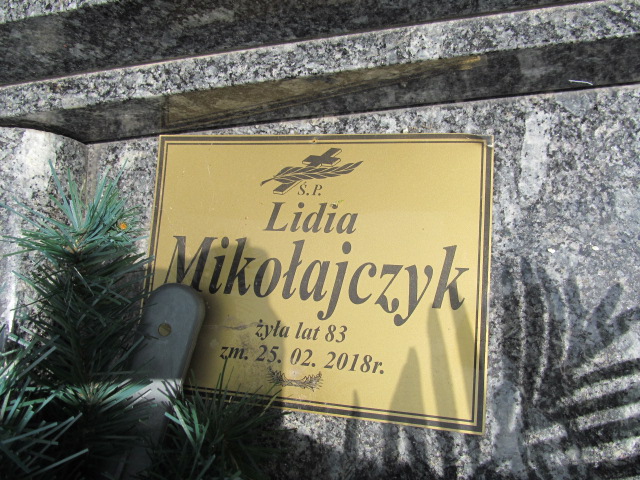 Ś.P.
Lidia
Mikołajczyk
żyła lat 83
zm. 25. 02. 2018r.